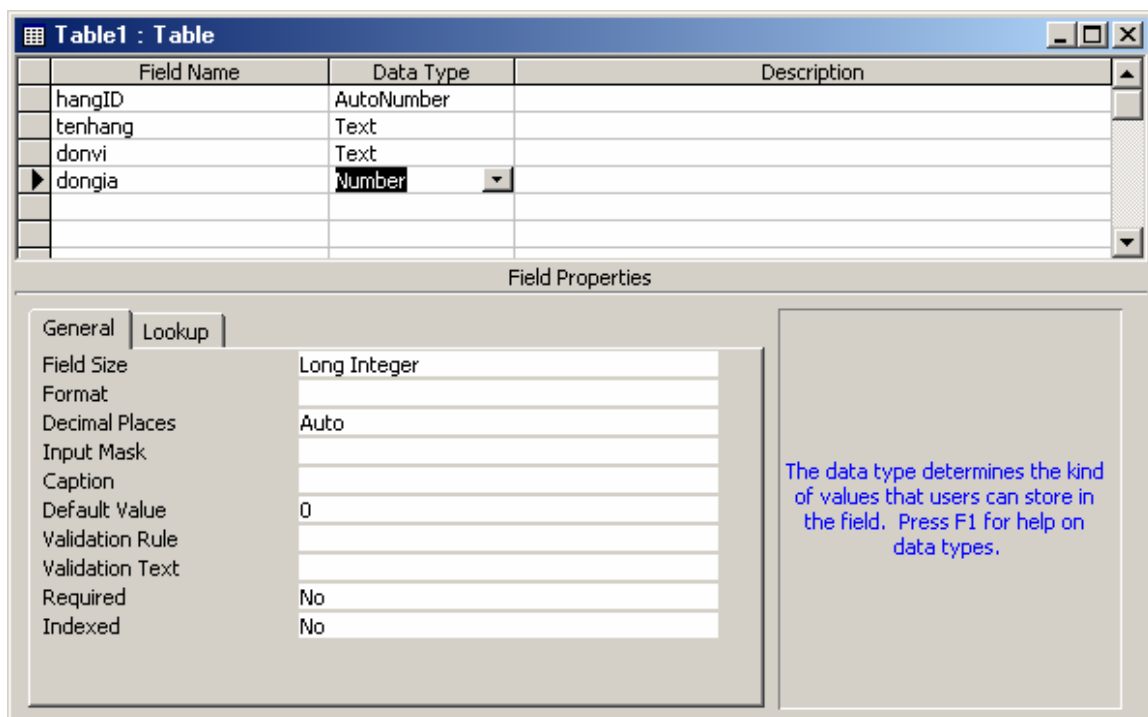 Table1 : Table
Field Name Data Type Description
hangID AutoNumber
tenhang Text
donvi Text
dongia Number
Field Properties
General Lookup
Field Size Long Integer
Format
Decimal Places Auto
Input Mask
Caption
Default Value 0
Validation Rule
Validation Text
Required No
Indexed No
The data type determines the kind
of values that users can store in
the field. Press F1 for help on
data types.